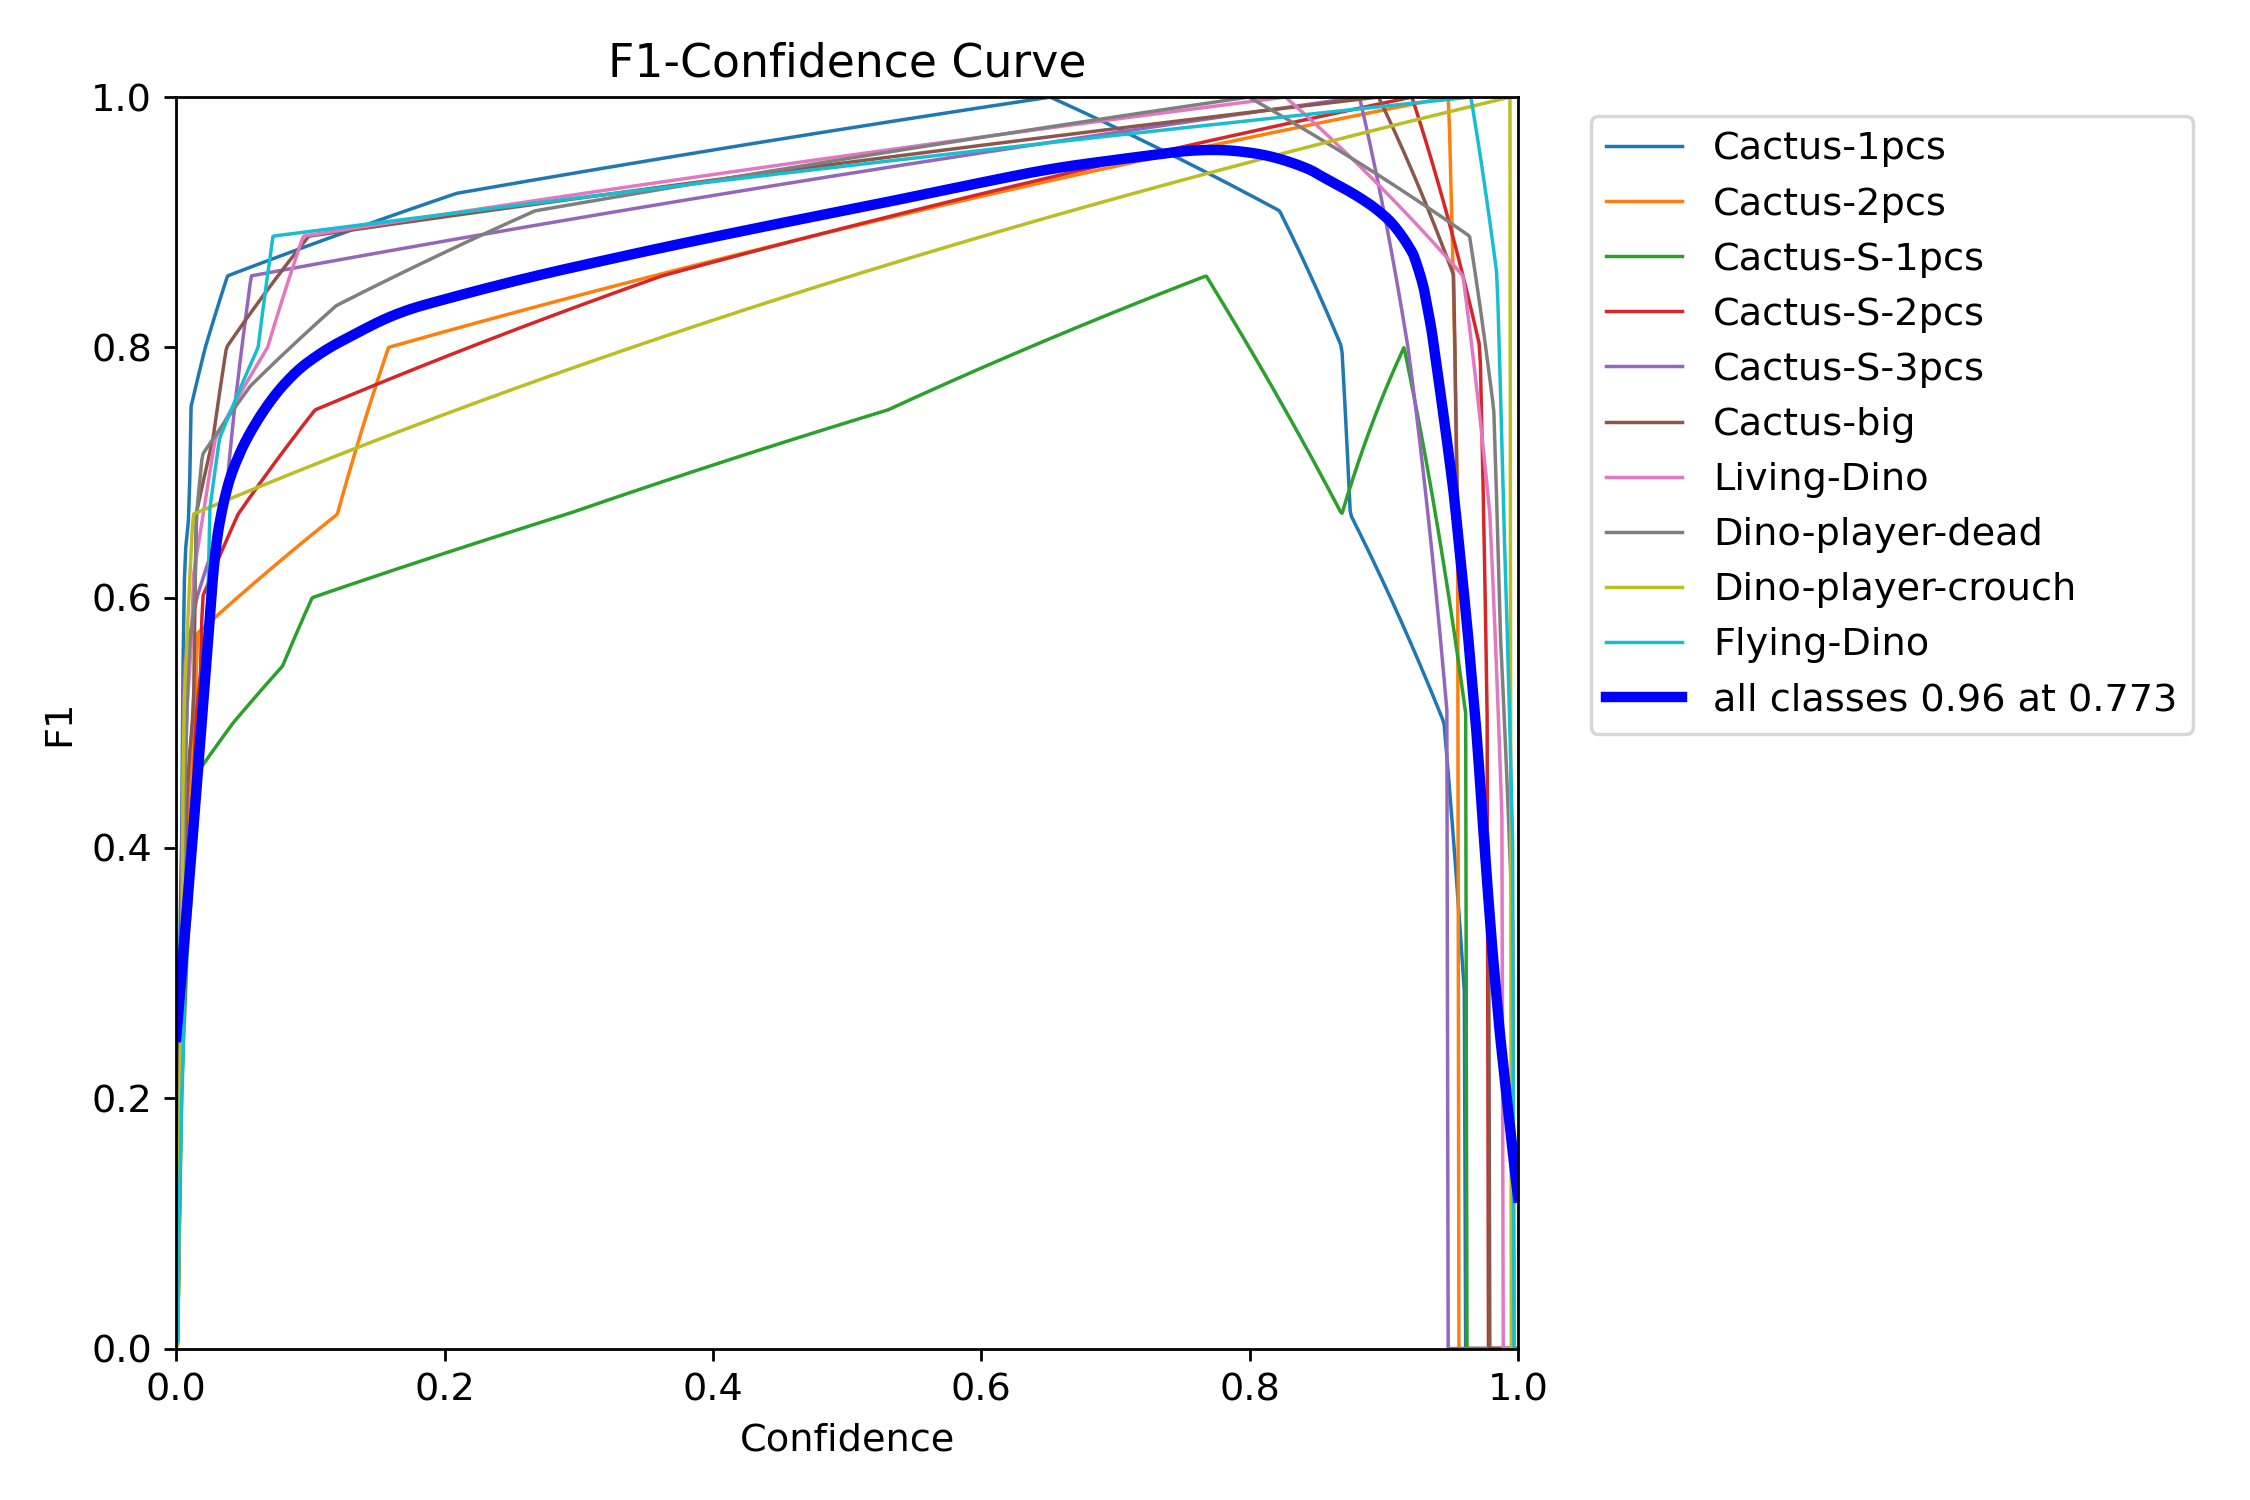 F1-Confidence Curve
1.0
0.8
0.6
0.4
0.2
0.0
F1
0.0 0.2 0.4 0.6 0.8 1.0
Confidence
Cactus-1pcs
Cactus-2pcs
Cactus-S-1pcs
Cactus-S-2pcs
Cactus-S-3pcs
Cactus-big
Living-Dino
Dino-player-dead
Dino-player-crouch
Flying-Dino
all classes 0.96 at 0.773